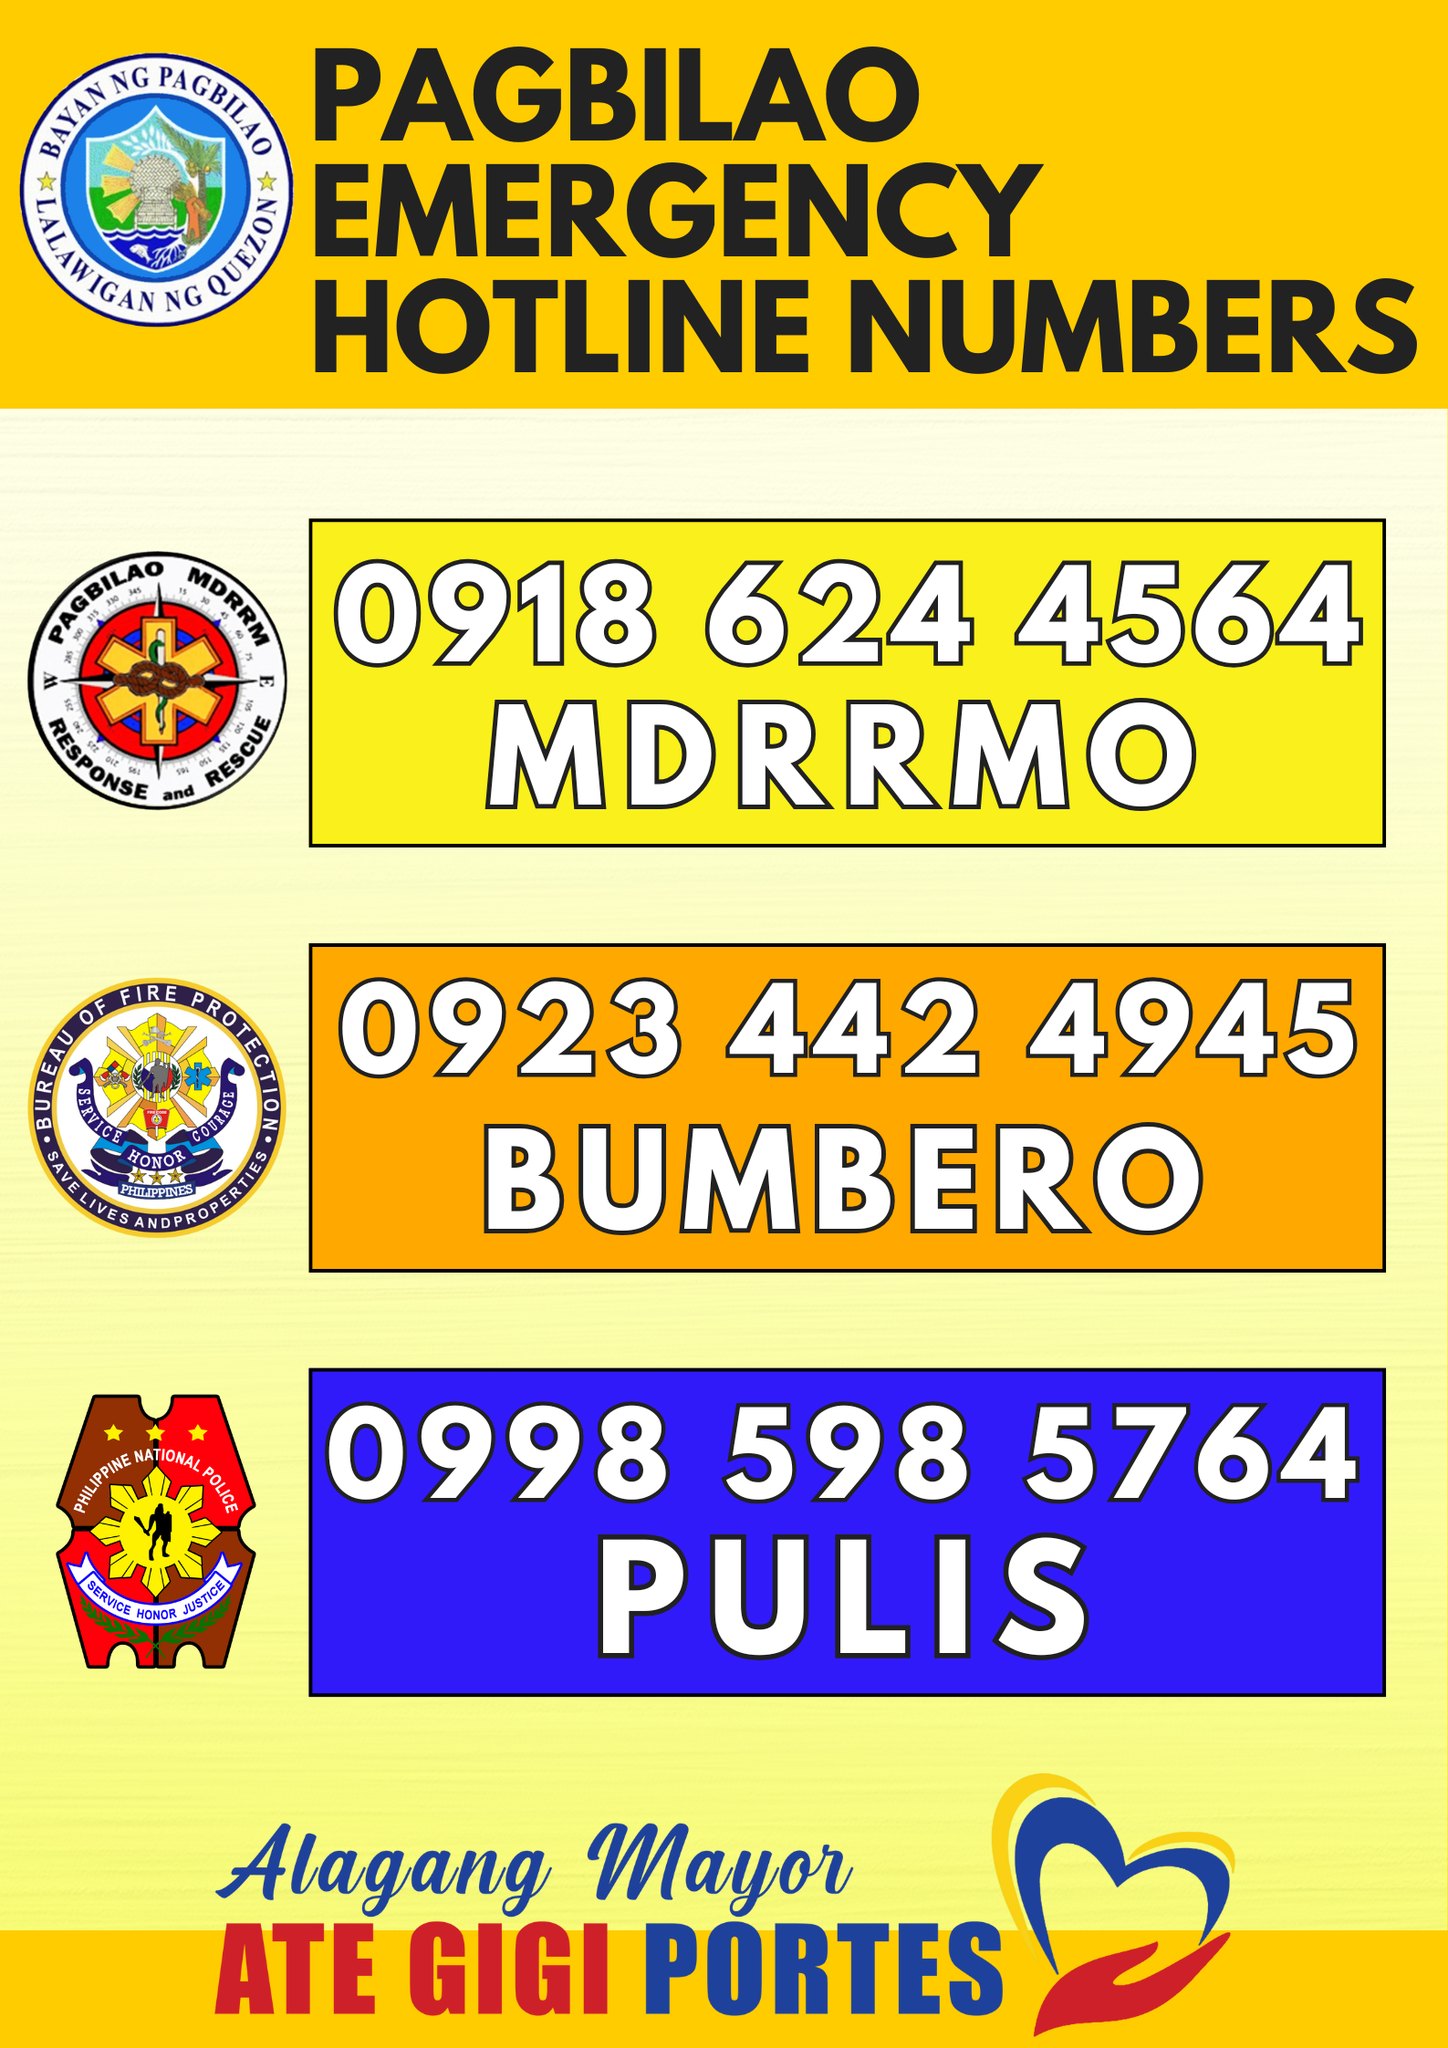 BAYAN NG PAGBILAO
LALAWIGAN NG QUEZON
PAGBILAO
EMERGENCY
HOTLINE NUMBERS
PAGBILAO MDRRM
W E
RESPONSE and RESCUE
0918 624 4564
MDRRMO
BUREAU OF FIRE PROTECTION
SERVICE HONOR COURAGE
PHILIPPINES
SAVE LIVES AND PROPERTIES
0923 442 4945
BUMBERO
PHILIPPINE NATIONAL POLICE
SERVICE HONOR JUSTICE
0998 598 5764
PULIS
Alagang Mayor
ATE GIGI PORTES